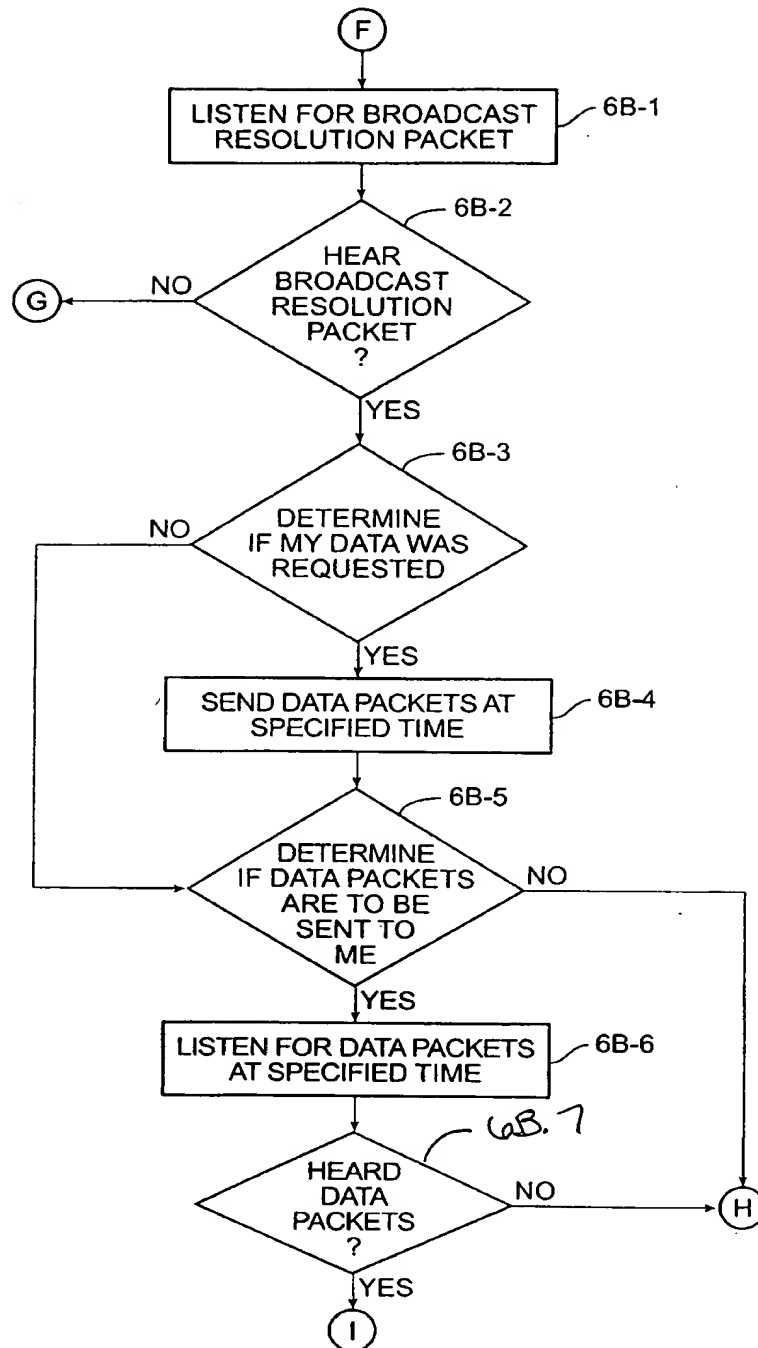 F
LISTEN FOR BROADCAST
RESOLUTION PACKET
6B-1
6B-2
HEAR
BROADCAST
RESOLUTION
PACKET
?
NO
G
YES
6B-3
DETERMINE
IF MY DATA WAS
REQUESTED
NO
YES
SEND DATA PACKETS AT
SPECIFIED TIME
6B-4
6B-5
DETERMINE
IF DATA PACKETS
ARE TO BE
SENT TO
ME
NO
YES
LISTEN FOR DATA PACKETS
AT SPECIFIED TIME
6B-6
6B.7
HEARD
DATA
PACKETS
?
NO
H
YES
I